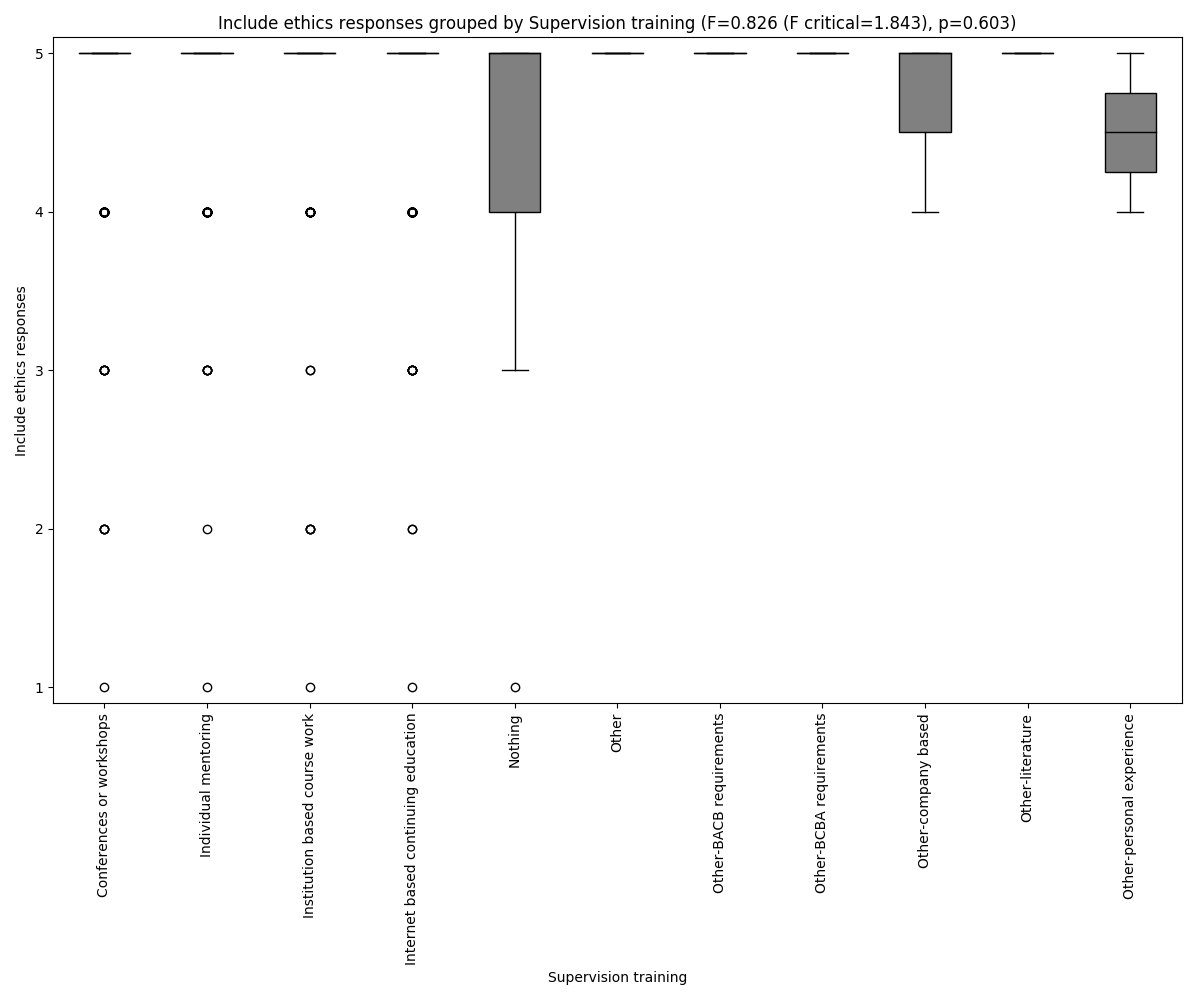 Include ethics responses grouped by Supervision training (F=0.826 (F critical=1.843), p=0.603)
Include ethics responses
5
4
3
2
1
Conferences or workshops
Individual mentoring
Institution based course work
Internet based continuing education
Nothing
Other
Other-BACB requirements
Other-BCBA requirements
Other-company based
Other-literature
Other-personal experience
Supervision training